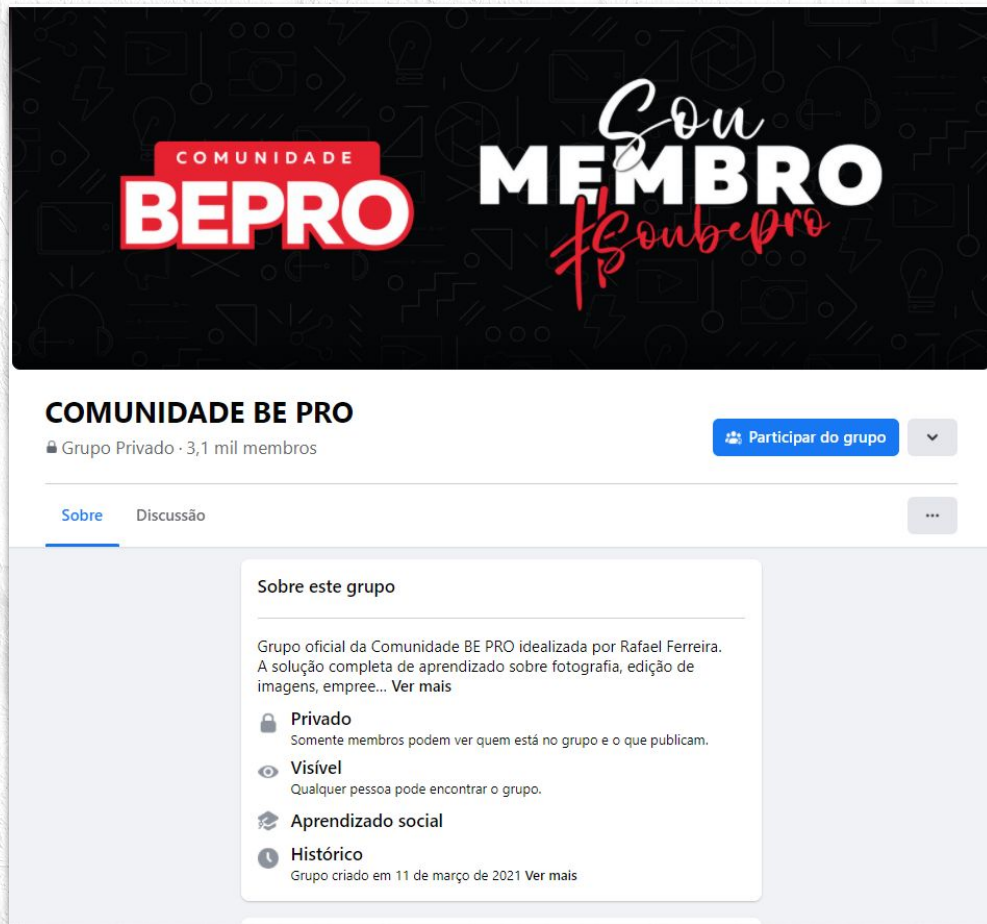 COMUNIDADE
BEPRO
Sou
MEMBRO
#Soubepro
COMUNIDADE BE PRO
Grupo Privado · 3,1 mil membros
Participar do grupo
Sobre Discussão
Sobre este grupo
Grupo oficial da Comunidade BE PRO idealizada por Rafael Ferreira.
A solução completa de aprendizado sobre fotografia, edição de
imagens, empree... Ver mais
Privado
Somente membros podem ver quem está no grupo e o que publicam.
Visível
Qualquer pessoa pode encontrar o grupo.
Aprendizado social
Histórico
Grupo criado em 11 de março de 2021 Ver mais